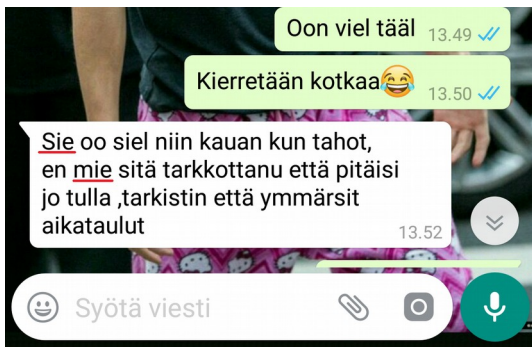 Oon viel tääl 13.49
Kierretään kotkaa😂 13.50
Sie oo siel niin kauan kun tahot,
en mie sitä tarkkottanu että pitäisi
jo tulla ,tarkistin että ymmärsit
aikataulut 13.52
Syötä viesti